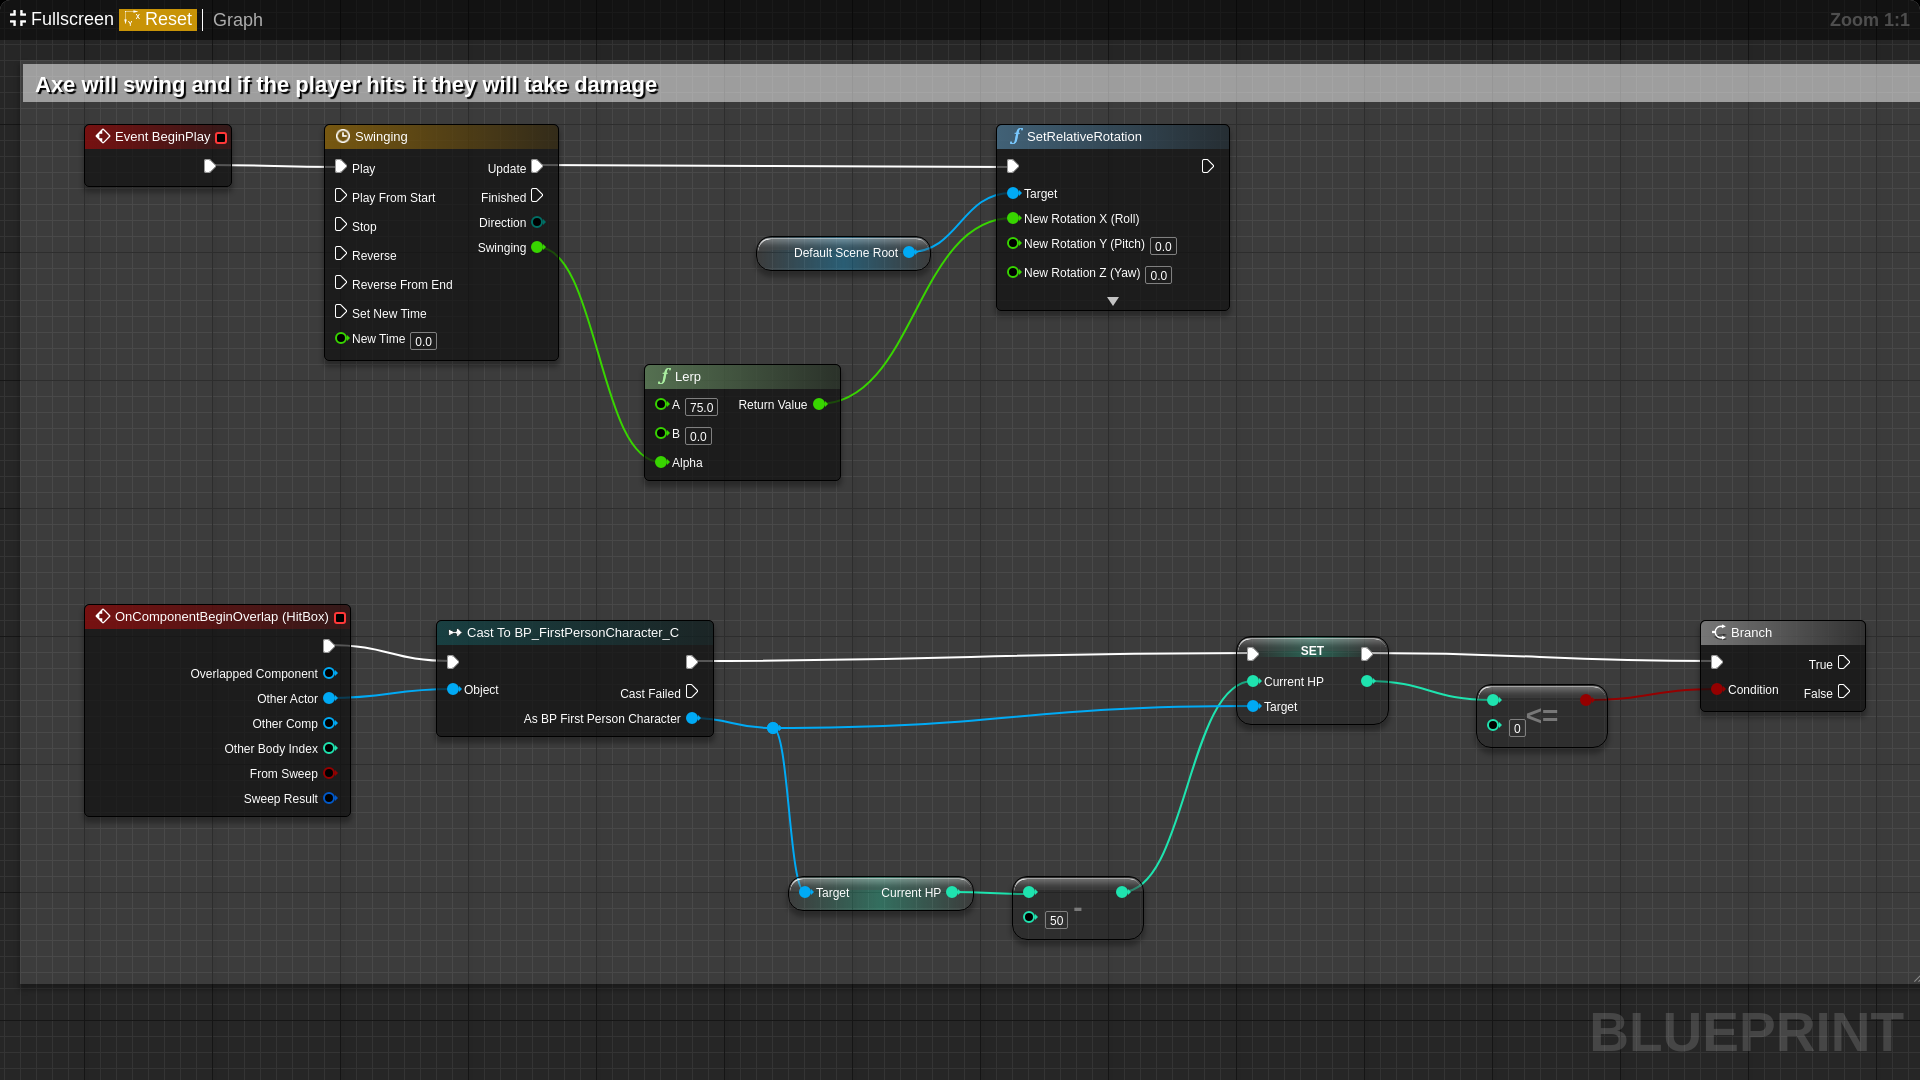 Fullscreen Reset Graph Zoom 1:1
Axe will swing and if the player hits it they will take damage
Event BeginPlay
Swinging
Play Update
Play From Start Finished
Stop Direction
Reverse Swinging
Reverse From End
Set New Time
New Time 0.0
SetRelativeRotation
Target
New Rotation X (Roll)
New Rotation Y (Pitch) 0.0
New Rotation Z (Yaw) 0.0
Default Scene Root
Lerp
A 75.0 Return Value
B 0.0
Alpha
OnComponentBeginOverlap (HitBox)
Overlapped Component
Other Actor
Other Comp
Other Body Index
From Sweep
Sweep Result
Cast To BP_FirstPersonCharacter_C
Object
Cast Failed
As BP First Person Character
SET
Current HP
Target
<=
0
Branch
True
Condition False
Target Current HP
-
50
BLUEPRINT